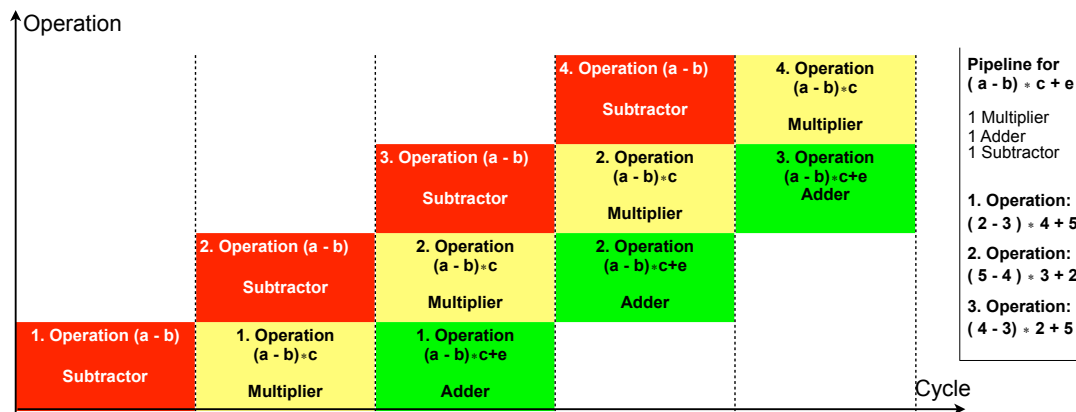 Operation
4. Operation (a - b)
Subtractor
4. Operation
(a - b)*c
Multiplier
3. Operation (a - b)
Subtractor
2. Operation
(a - b)*c
Multiplier
3. Operation
(a - b)*c+e
Adder
2. Operation (a - b)
Subtractor
2. Operation
(a - b)*c
Multiplier
2. Operation
(a - b)*c+e
Adder
1. Operation (a - b)
Subtractor
1. Operation
(a - b)*c
Multiplier
1. Operation
(a - b)*c+e
Adder
Cycle
Pipeline for
( a - b) * c + e
1 Multiplier
1 Adder
1 Subtractor
1. Operation:
( 2 - 3 ) * 4 + 5
2. Operation:
( 5 - 4 ) * 3 + 2
3. Operation:
( 4 - 3) * 2 + 5